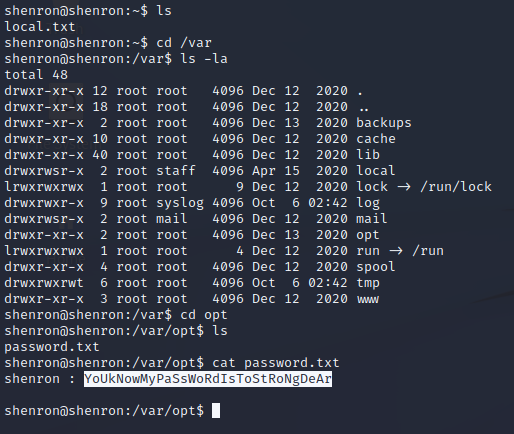 shenron@shenron:~$ ls
local.txt
shenron@shenron:~$ cd /var
shenron@shenron:/var$ ls -la
total 48
drwxr-xr-x 12 root root   4096 Dec 12  2020 .
drwxr-xr-x 18 root root   4096 Dec 12  2020 ..
drwxr-xr-x  2 root root   4096 Dec 13  2020 backups
drwxr-xr-x 10 root root   4096 Dec 12  2020 cache
drwxr-xr-x 40 root root   4096 Dec 12  2020 lib
drwxrwsr-x  2 root staff  4096 Apr 15  2020 local
lrwxrwxrwx  1 root root      9 Dec 12  2020 lock → /run/lock
drwxrwxr-x  9 root syslog 4096 Oct  6 02:42 log
drwxrwsr-x  2 root mail   4096 Dec 12  2020 mail
drwxr-xr-x  2 root root   4096 Dec 13  2020 opt
lrwxrwxrwx  1 root root      4 Dec 12  2020 run → /run
drwxr-xr-x  4 root root   4096 Dec 12  2020 spool
drwxrwxrwt  6 root root   4096 Oct  6 02:42 tmp
drwxr-xr-x  3 root root   4096 Dec 12  2020 www
shenron@shenron:/var$ cd opt
shenron@shenron:/var/opt$ ls
password.txt
shenron@shenron:/var/opt$ cat password.txt
shenron : YoUkNowMyPaSsWoRdIsToStRoNgDeAr
shenron@shenron:/var/opt$